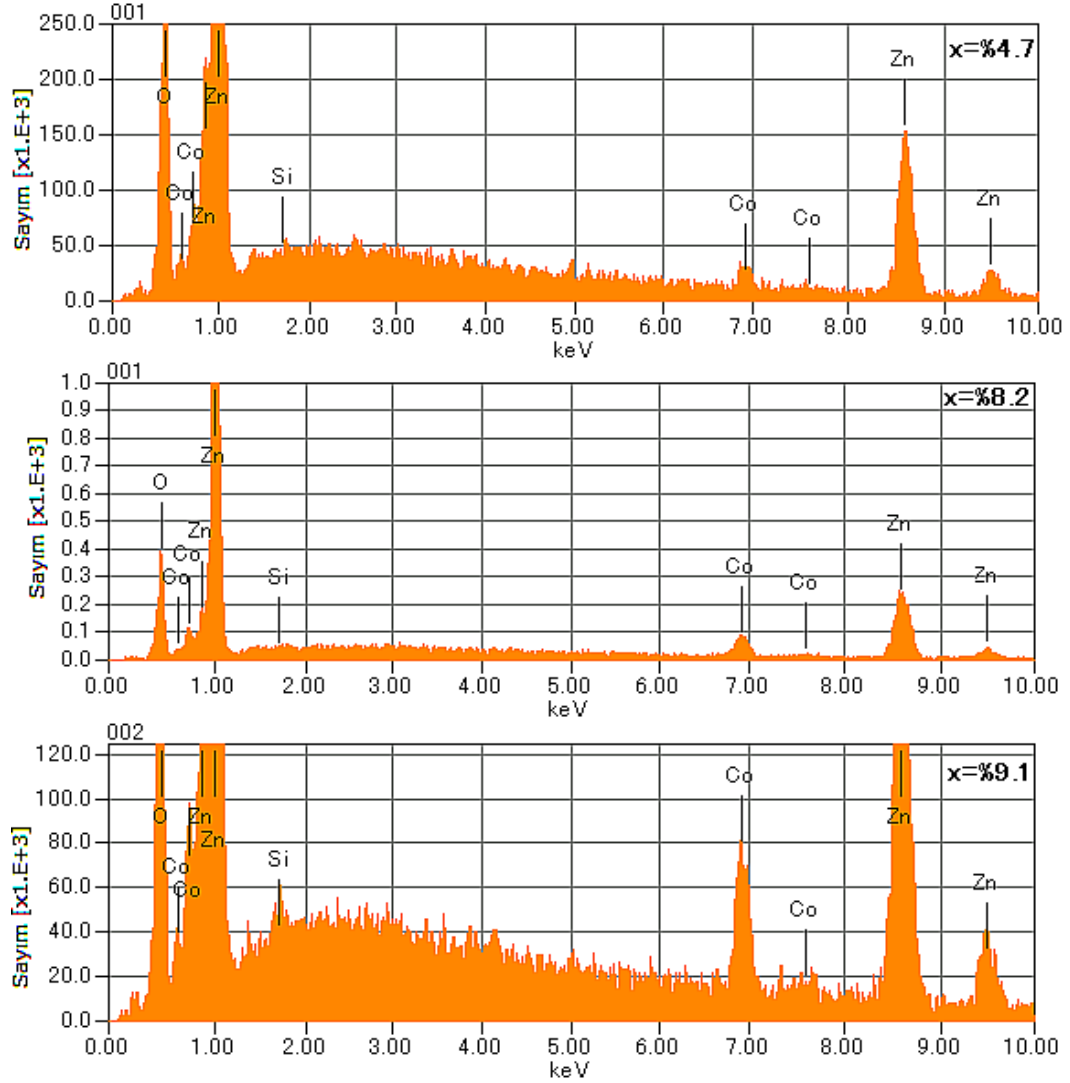 001
250.0
x=%4.7
Zn
200.0
O
Zn
150.0
Co
Si
Co
Zn
100.0
Co
Co
Zn
50.0
0.0
0.00 1.00 2.00 3.00 4.00 5.00 6.00 7.00 8.00 9.00 10.00
keV
Sayım [x1.E+3]
001
1.0
x=%8.2
0.9
0.8
Zn
0.7
O
0.6
Zn
Zn
0.5
Co
0.4
Co
Si
Co
Co
Zn
0.3
0.2
0.1
0.0
0.00 1.00 2.00 3.00 4.00 5.00 6.00 7.00 8.00 9.00 10.00
keV
Sayım [x1.E+3]
002
120.0
x=%9.1
Co
100.0
O
Zn
Zn
Zn
80.0
Co
Si
Co
Zn
60.0
Co
40.0
20.0
0.0
0.00 1.00 2.00 3.00 4.00 5.00 6.00 7.00 8.00 9.00 10.00
keV
Sayım [x1.E+3]